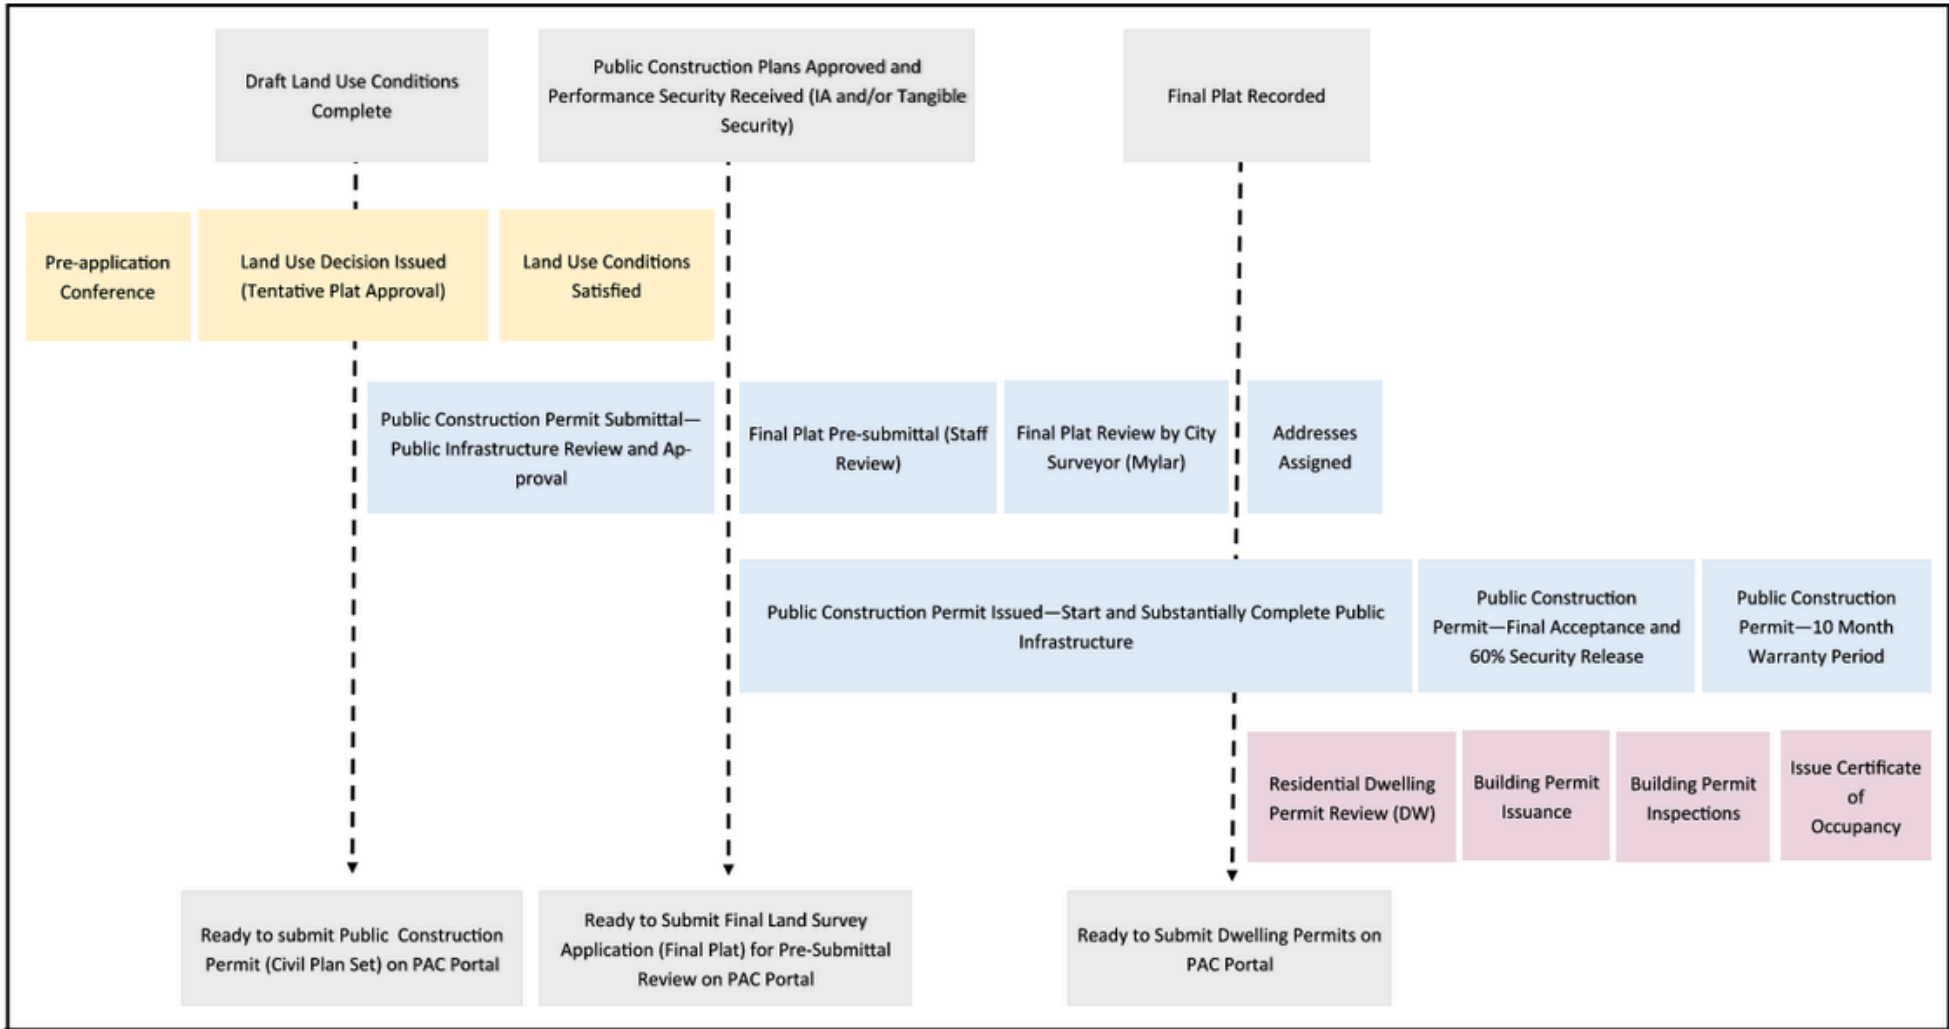 Draft Land Use Conditions
Complete
Public Construction Plans Approved and
Performance Security Received (IA and/or Tangible
Security)
Final Plat Recorded
Pre-application
Conference
Land Use Decision Issued
(Tentative Plat Approval)
Land Use Conditions
Satisfied
Public Construction Permit Submittal—
Public Infrastructure Review and Ap-
proval
Final Plat Pre-submittal (Staff
Review)
Final Plat Review by City
Surveyor (Mylar)
Addresses
Assigned
Public Construction Permit Issued—Start and Substantially Complete Public
Infrastructure
Public Construction
Permit—Final Acceptance and
60% Security Release
Public Construction
Permit—10 Month
Warranty Period
Residential Dwelling
Permit Review (DW)
Building Permit
Issuance
Building Permit
Inspections
Issue Certificate
of
Occupancy
Ready to submit Public Construction
Permit (Civil Plan Set) on PAC Portal
Ready to Submit Final Land Survey
Application (Final Plat) for Pre-Submittal
Review on PAC Portal
Ready to Submit Dwelling Permits on
PAC Portal